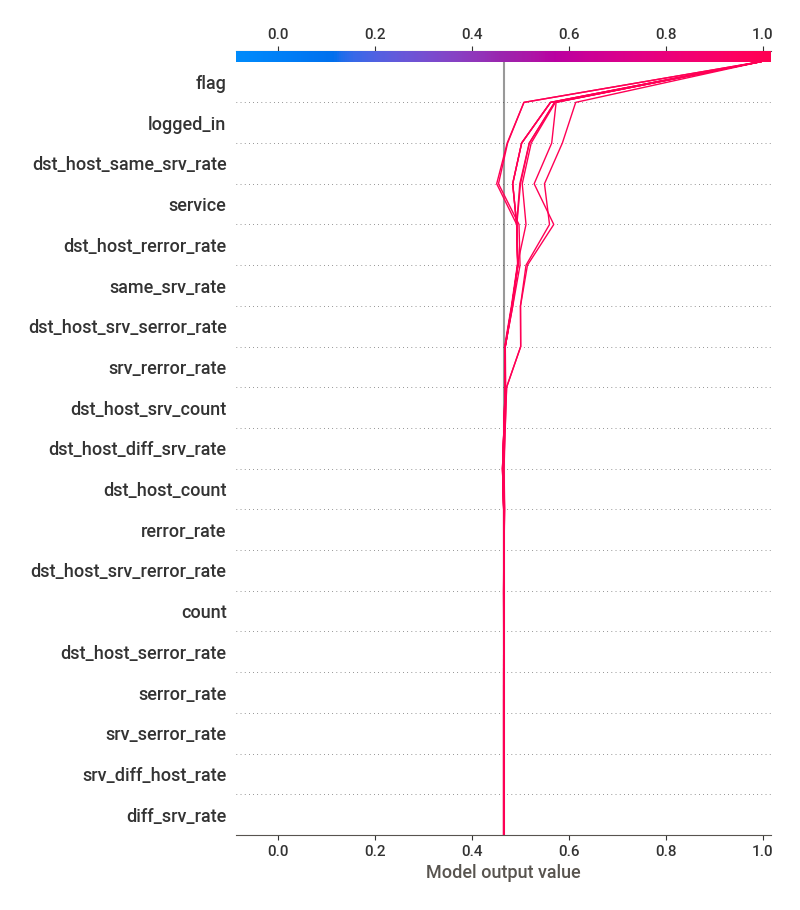 0.0 0.2 0.4 0.6 0.8 1.0
flag
logged_in
dst_host_same_srv_rate
service
dst_host_rerror_rate
same_srv_rate
dst_host_srv_serror_rate
srv_rerror_rate
dst_host_srv_count
dst_host_diff_srv_rate
dst_host_count
rerror_rate
dst_host_srv_rerror_rate
count
dst_host_serror_rate
serror_rate
srv_serror_rate
srv_diff_host_rate
diff_srv_rate
0.0 0.2 0.4 0.6 0.8 1.0
Model output value